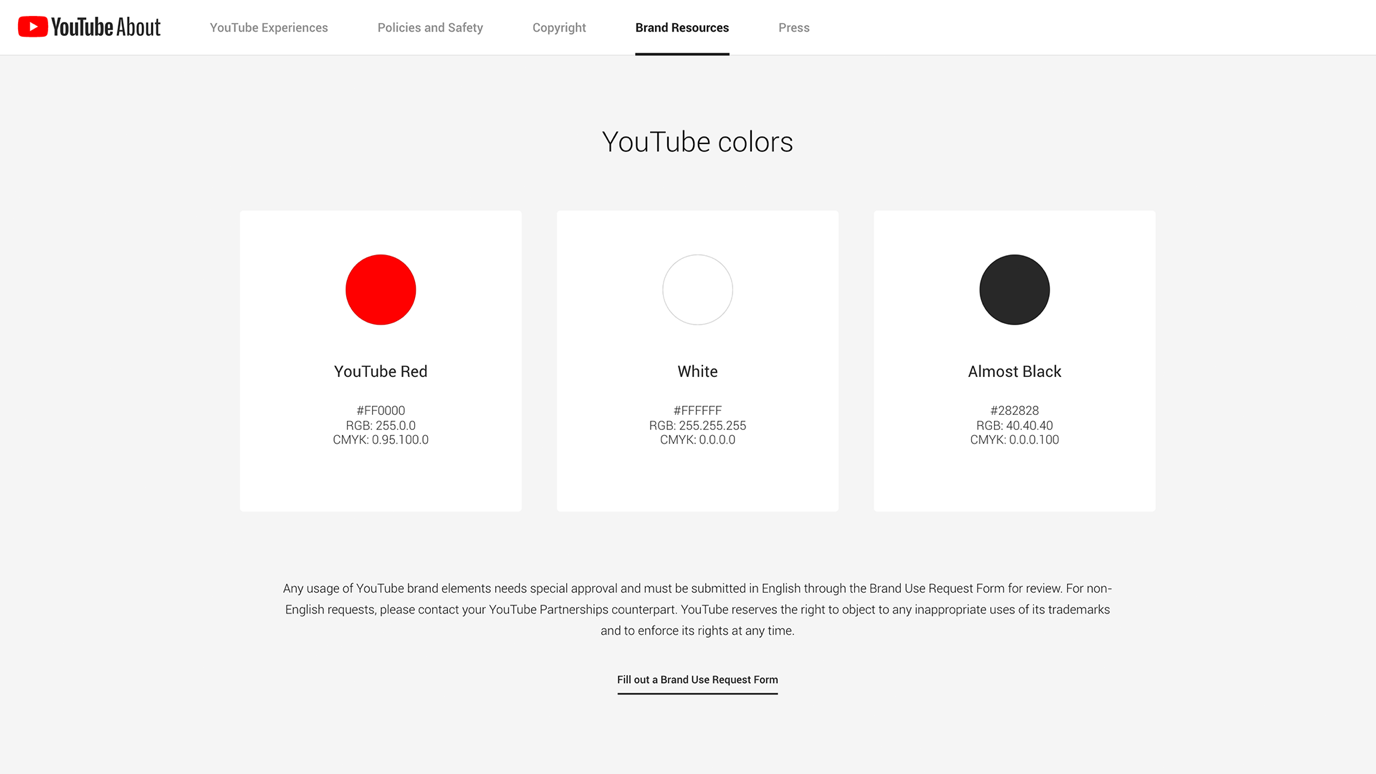 YouTube About
YouTube Experiences
Policies and Safety
Copyright
Brand Resources
Press
YouTube colors
YouTube Red
#FF0000
RGB: 255.0.0
CMYK: 0.95.100.0
White
#FFFFFF
RGB: 255.255.255
CMYK: 0.0.0.0
Almost Black
#282828
RGB: 40.40.40
CMYK: 0.0.0.100
Any usage of YouTube brand elements needs special approval and must be submitted in English through the Brand Use Request Form for review. For non-
English requests, please contact your YouTube Partnerships counterpart. YouTube reserves the right to object to any inappropriate uses of its trademarks
and to enforce its rights at any time.
Fill out a Brand Use Request Form